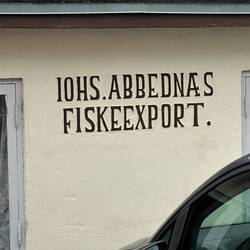 IOHS. ABBEDNÆS
FISKEEXPORT.